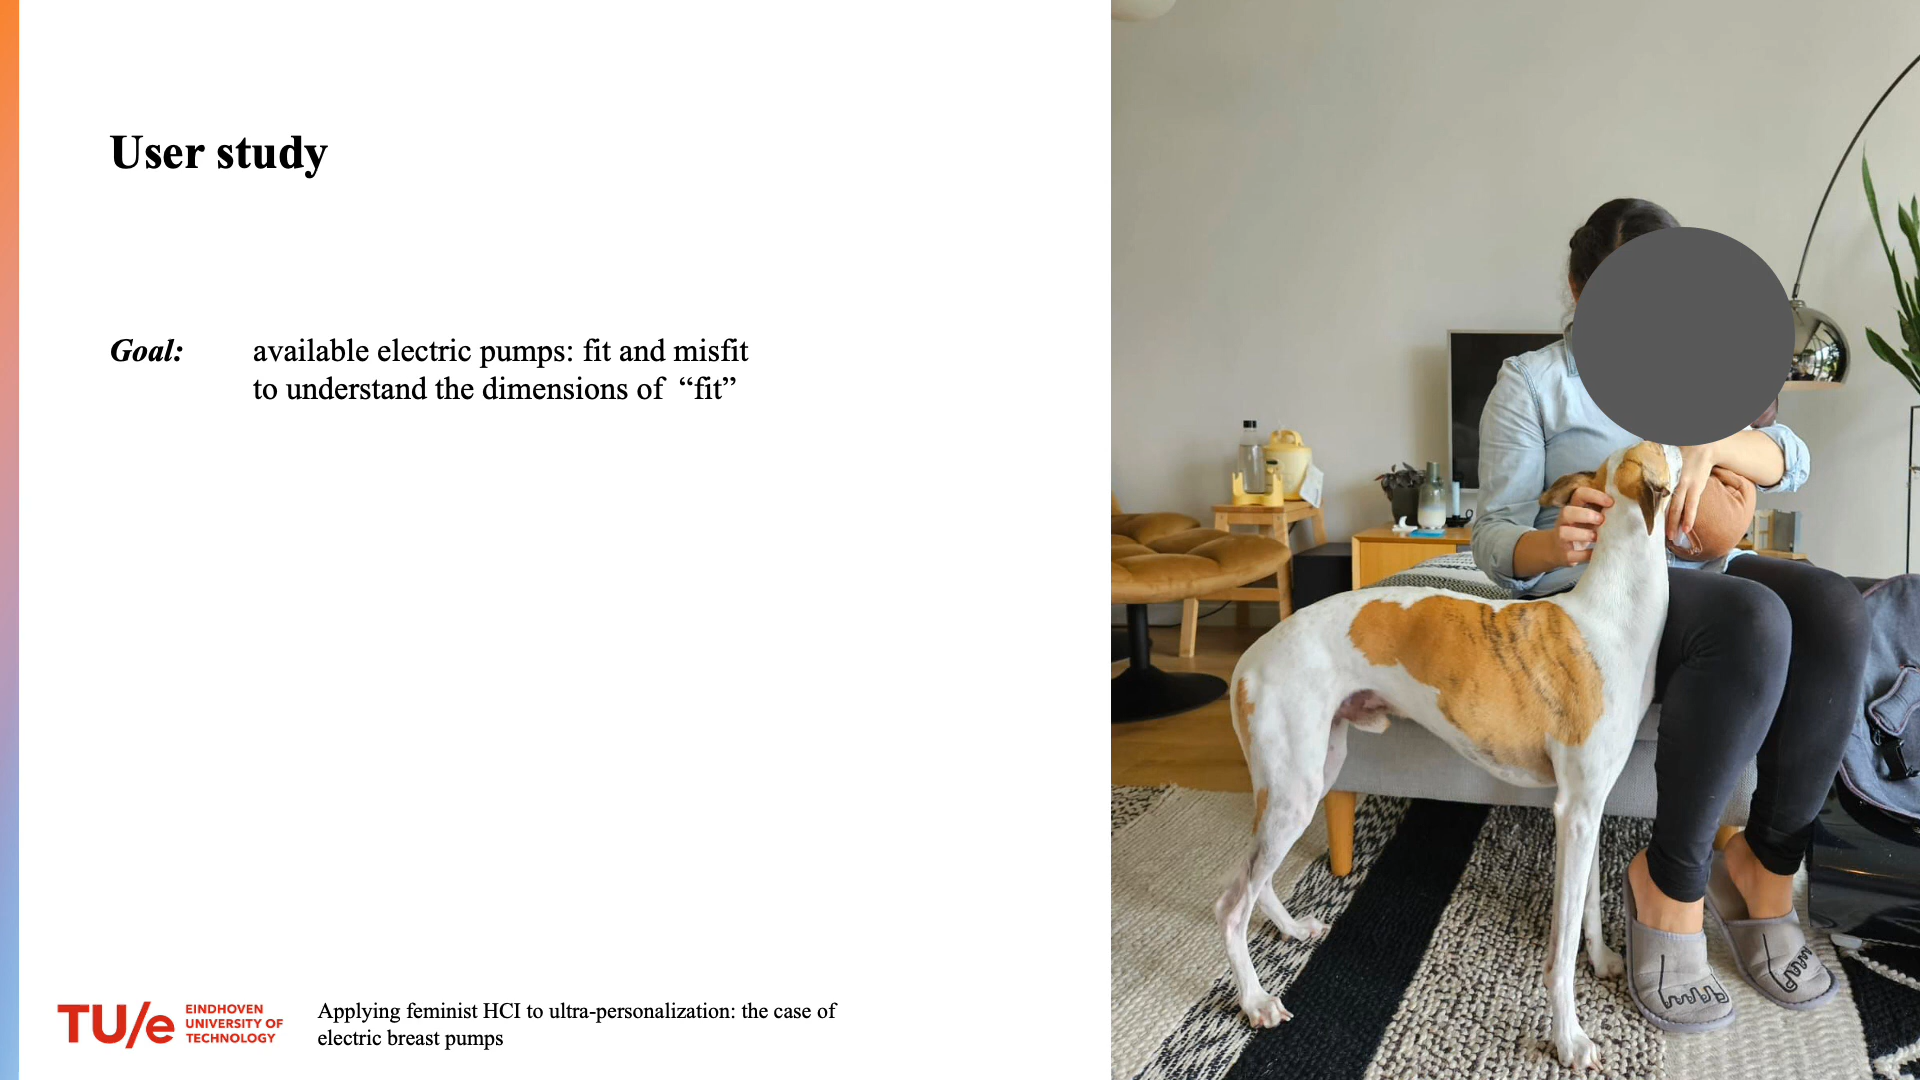 User study
Goal: available electric pumps: fit and misfit
to understand the dimensions of “fit”
TU/e EINDHOVEN
UNIVERSITY OF
TECHNOLOGY
Applying feminist HCI to ultra-personalization: the case of
electric breast pumps